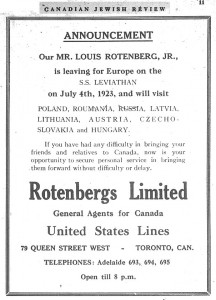 CANADIAN JEWISH REVIEW
11
ANNOUNCEMENT
Our MR. LOUIS ROTENBERG, JR.,
is leaving for Europe on the
S.S. LEVIATHAN
on July 4th, 1923, and will visit
POLAND, ROUMANIA, RUSSIA, LATVIA,
LITHUANIA, AUSTRIA, CZECHO-
SLOVAKIA and HUNGARY.
If you have had any difficulty in bringing your
friends and relatives to Canada, now is your
opportunity to secure personal service in bringing
them forward without difficulty or delay.
Rotenbergs Limited
General Agents for Canada
United States Lines
79 QUEEN STREET WEST - TORONTO, CAN.
TELEPHONES: Adelaide 693, 694, 695
Open till 8 p.m.